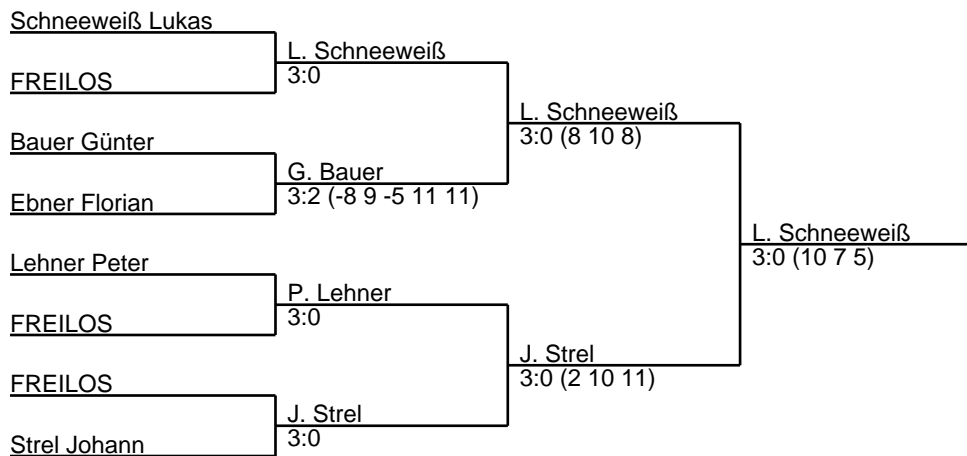 Schneeweiß Lukas
FREILOS
Bauer Günter
Ebner Florian
Lehner Peter
FREILOS
FREILOS
Strel Johann
L. Schneeweiß
3:0
G. Bauer
3:2 (-8 9 -5 11 11)
P. Lehner
3:0
J. Strel
3:0
L. Schneeweiß
3:0 (8 10 8)
J. Strel
3:0 (2 10 11)
L. Schneeweiß
3:0 (10 7 5)